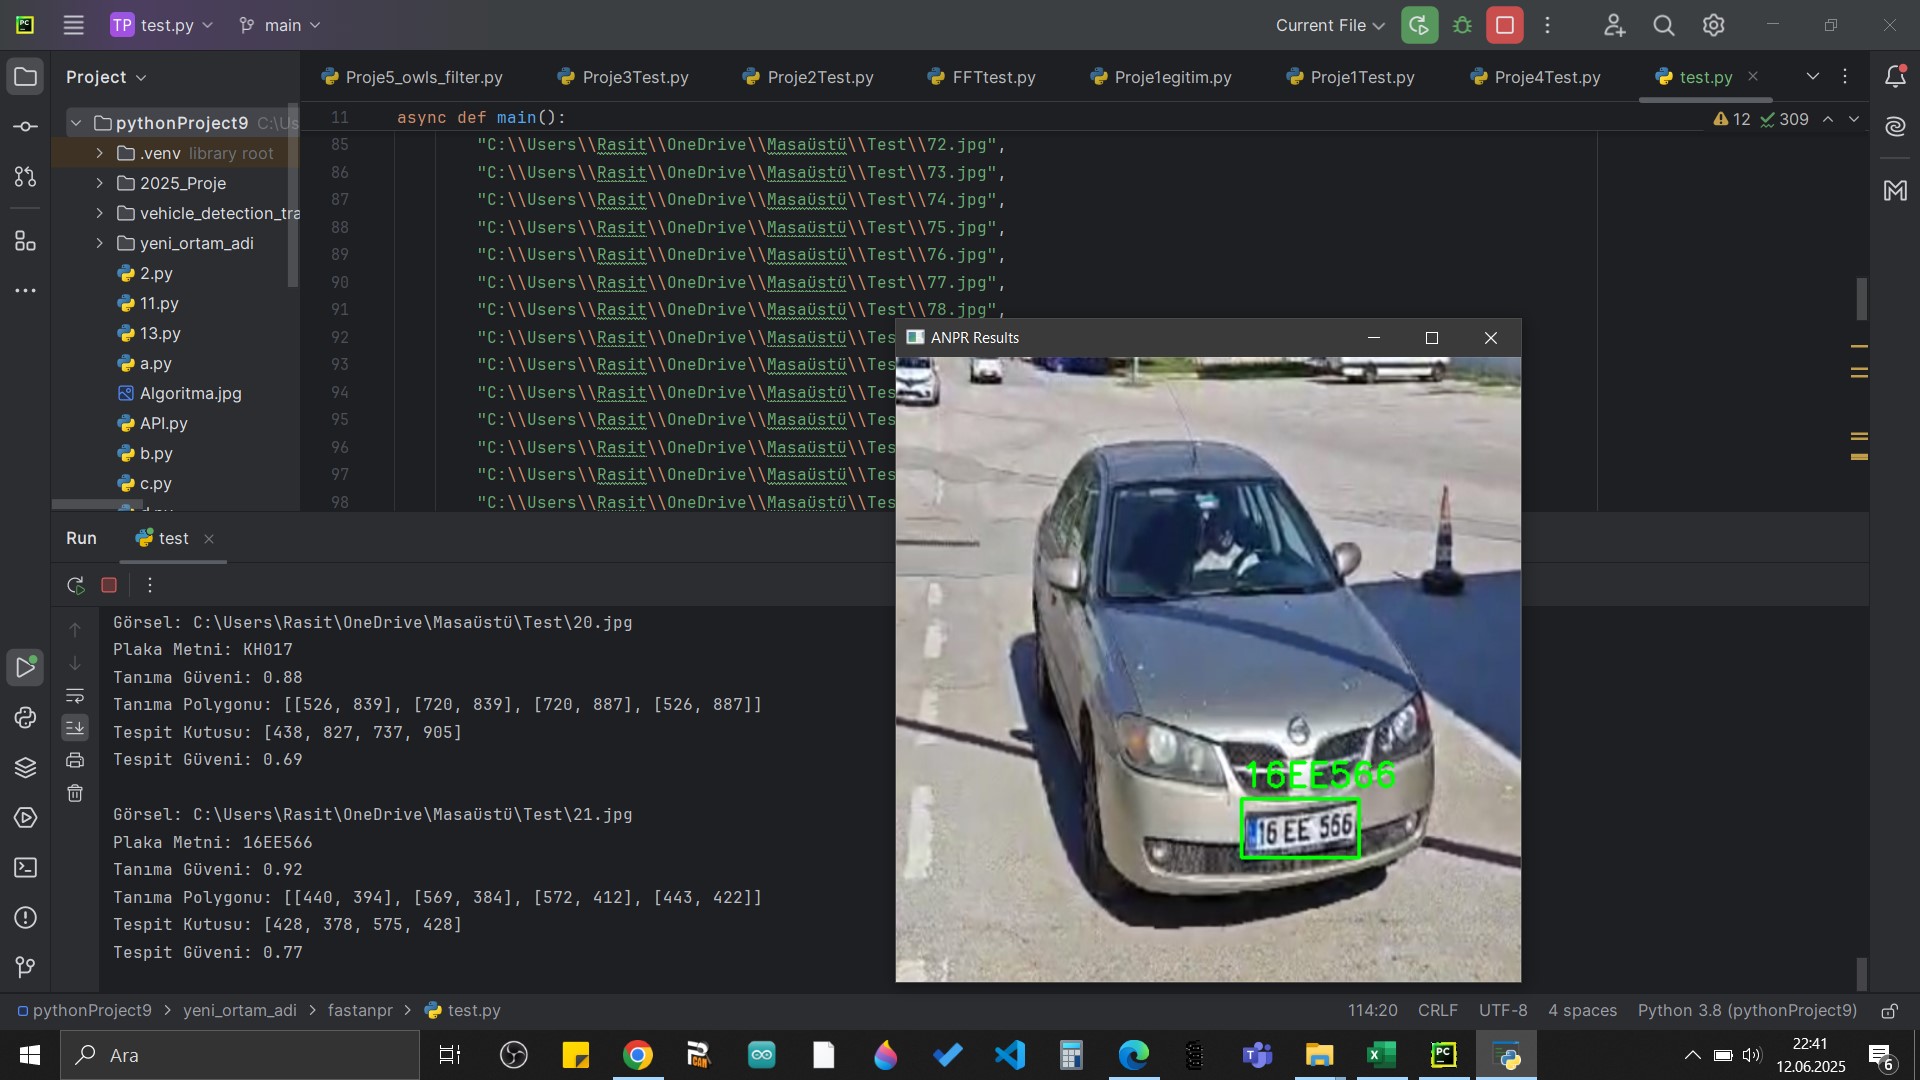 TP test.py main Current File
Project
Proje5_owls_filter.py Proje3Test.py Proje2Test.py FFTtest.py Proje1egitim.py Proje1Test.py Proje4Test.py test.py
pythonProject9 C:\Us
.venv library root
2025_Proje
vehicle_detection_tra
yeni_ortam_adi
2.py
11.py
13.py
a.py
Algoritma.jpg
API.py
b.py
c.py
11 async def main():
12 309
85 "C:\\Users\\Rasit\\OneDrive\\Masaüstü\\Test\\72.jpg",
86 "C:\\Users\\Rasit\\OneDrive\\Masaüstü\\Test\\73.jpg",
87 "C:\\Users\\Rasit\\OneDrive\\Masaüstü\\Test\\74.jpg",
88 "C:\\Users\\Rasit\\OneDrive\\Masaüstü\\Test\\75.jpg",
89 "C:\\Users\\Rasit\\OneDrive\\Masaüstü\\Test\\76.jpg",
90 "C:\\Users\\Rasit\\OneDrive\\Masaüstü\\Test\\77.jpg",
91 "C:\\Users\\Rasit\\OneDrive\\Masaüstü\\Test\\78.jpg",
92 "C:\\Users\\Rasit\\OneDrive\\Masaüstü\\Tes
93 "C:\\Users\\Rasit\\OneDrive\\Masaüstü\\Tes
94 "C:\\Users\\Rasit\\OneDrive\\Masaüstü\\Tes
95 "C:\\Users\\Rasit\\OneDrive\\Masaüstü\\Tes
96 "C:\\Users\\Rasit\\OneDrive\\Masaüstü\\Tes
97 "C:\\Users\\Rasit\\OneDrive\\Masaüstü\\Tes
98 "C:\\Users\\Rasit\\OneDrive\\Masaüstü\\Tes
ANPR Results
16EE566
16 EE 566
Run test
Görsel: C:\Users\Rasit\OneDrive\Masaüstü\Test\20.jpg
Plaka Metni: KH017
Tanıma Güveni: 0.88
Tanıma Polygonu: [[526, 839], [720, 839], [720, 887], [526, 887]]
Tespit Kutusu: [438, 827, 737, 905]
Tespit Güveni: 0.69
Görsel: C:\Users\Rasit\OneDrive\Masaüstü\Test\21.jpg
Plaka Metni: 16EE566
Tanıma Güveni: 0.92
Tanıma Polygonu: [[440, 394], [569, 384], [572, 412], [443, 422]]
Tespit Kutusu: [428, 378, 575, 428]
Tespit Güveni: 0.77
pythonProject9 > yeni_ortam_adi > fastanpr > test.py
114:20 CRLF UTF-8 4 spaces Python 3.8 (pythonProject9)
Ara
22:41
12.06.2025
6